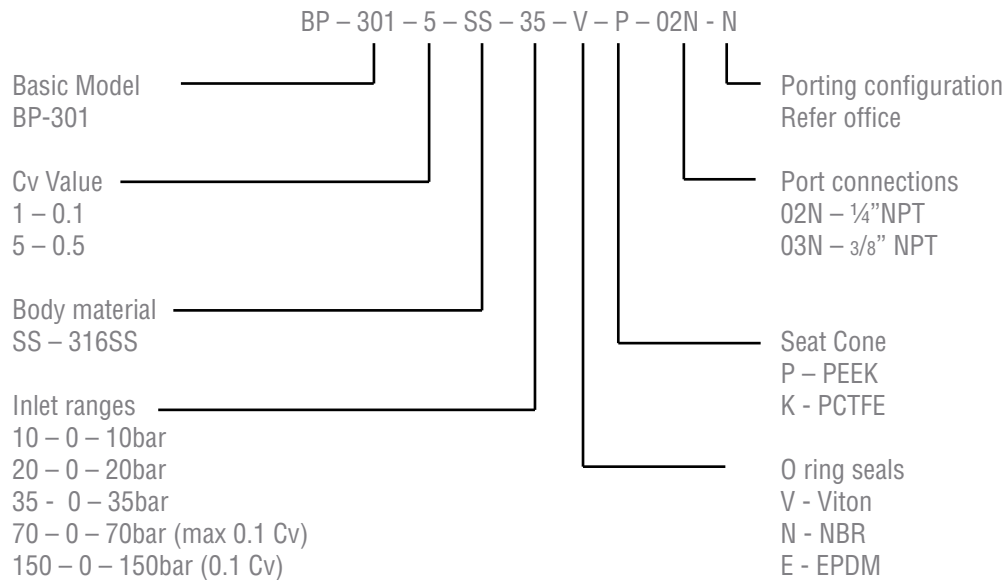 BP – 301 – 5 – SS – 35 – V – P – 02N - N
Basic Model
BP-301
Cv Value
1 – 0.1
5 – 0.5
Body material
SS – 316SS
Inlet ranges
10 – 0 – 10bar
20 – 0 – 20bar
35 - 0 – 35bar
70 – 0 – 70bar (max 0.1 Cv)
150 – 0 – 150bar (0.1 Cv)
Porting configuration
Refer office
Port connections
02N – ¼”NPT
03N – 3/8” NPT
Seat Cone
P – PEEK
K - PCTFE
O ring seals
V - Viton
N - NBR
E - EPDM